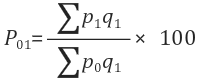 P₀₁ = ∑p₁q₁ / ∑p₀q₁ × 100